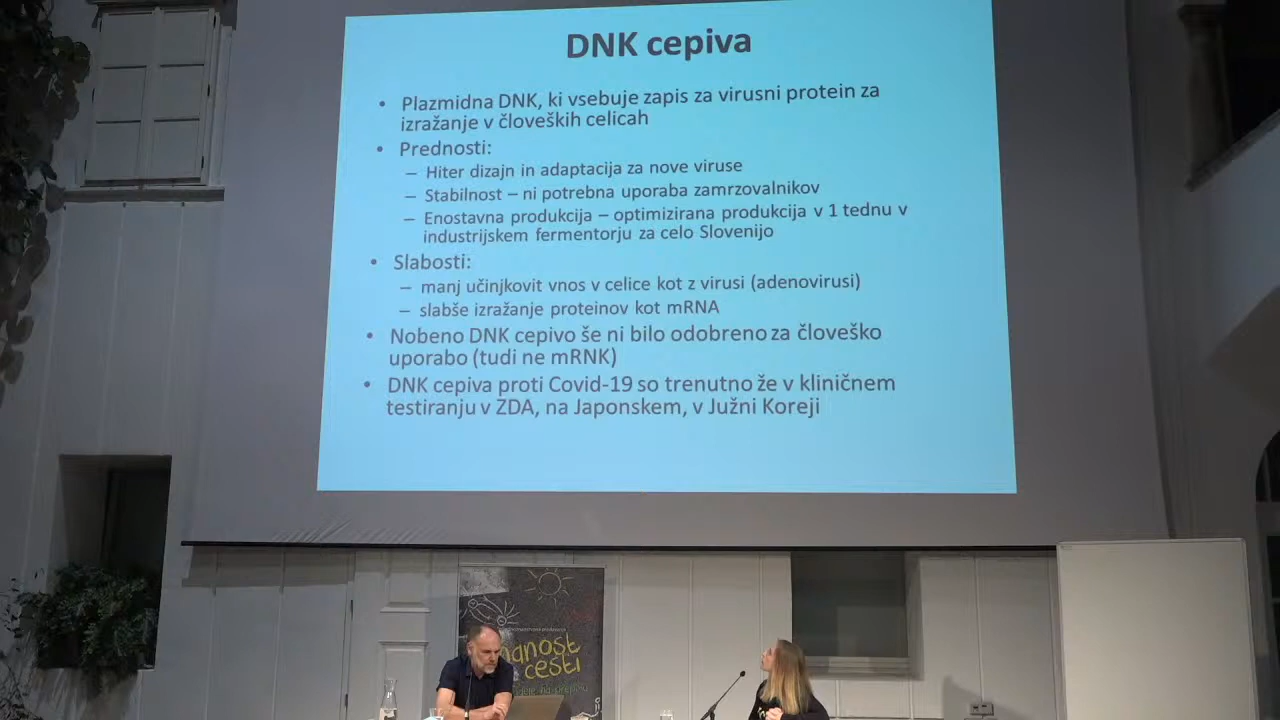 DNK cepiva
• Plazmidna DNK, ki vsebuje zapis za virusni protein za
izražanje v človeških celicah
• Prednosti:
– Hiter dizajn in adaptacija za nove viruse
– Stabilnost – ni potrebna uporaba zamrzovalnikov
– Enostavna produkcija – optimizirana produkcija v 1 tednu v
industrijskem fermentorju za celo Slovenijo
• Slabosti:
– manj učinjkovit vnos v celice kot z virusi (adenovirusi)
– slabše izražanje proteinov kot mRNA
• Nobeno DNK cepivo še ni bilo odobreno za človeško
uporabo (tudi ne mRNK)
• DNK cepiva proti Covid-19 so trenutno že v kliničnem
testiranju v ZDA, na Japonskem, v Južni Koreji
nanost
cesti